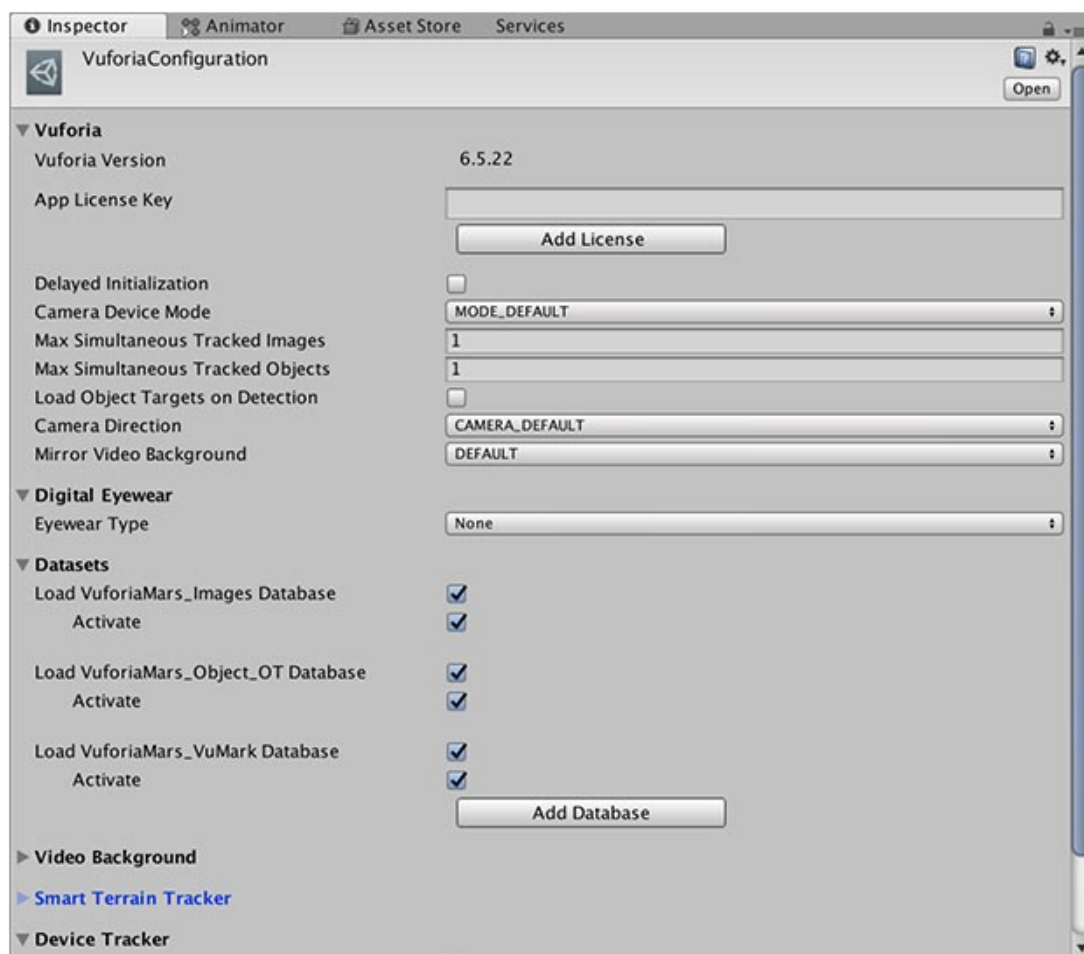 Inspector Animator Asset Store Services
VuforiaConfiguration
Open
Vuforia
Vuforia Version 6.5.22
App License Key
Add License
Delayed Initialization
Camera Device Mode MODE_DEFAULT
Max Simultaneous Tracked Images 1
Max Simultaneous Tracked Objects 1
Load Object Targets on Detection
Camera Direction CAMERA_DEFAULT
Mirror Video Background DEFAULT
Digital Eyewear
Eyewear Type None
Datasets
Load VuforiaMars_Images Database
Activate
Load VuforiaMars_Object_OT Database
Activate
Load VuforiaMars_VuMark Database
Activate
Add Database
Video Background
Smart Terrain Tracker
Device Tracker